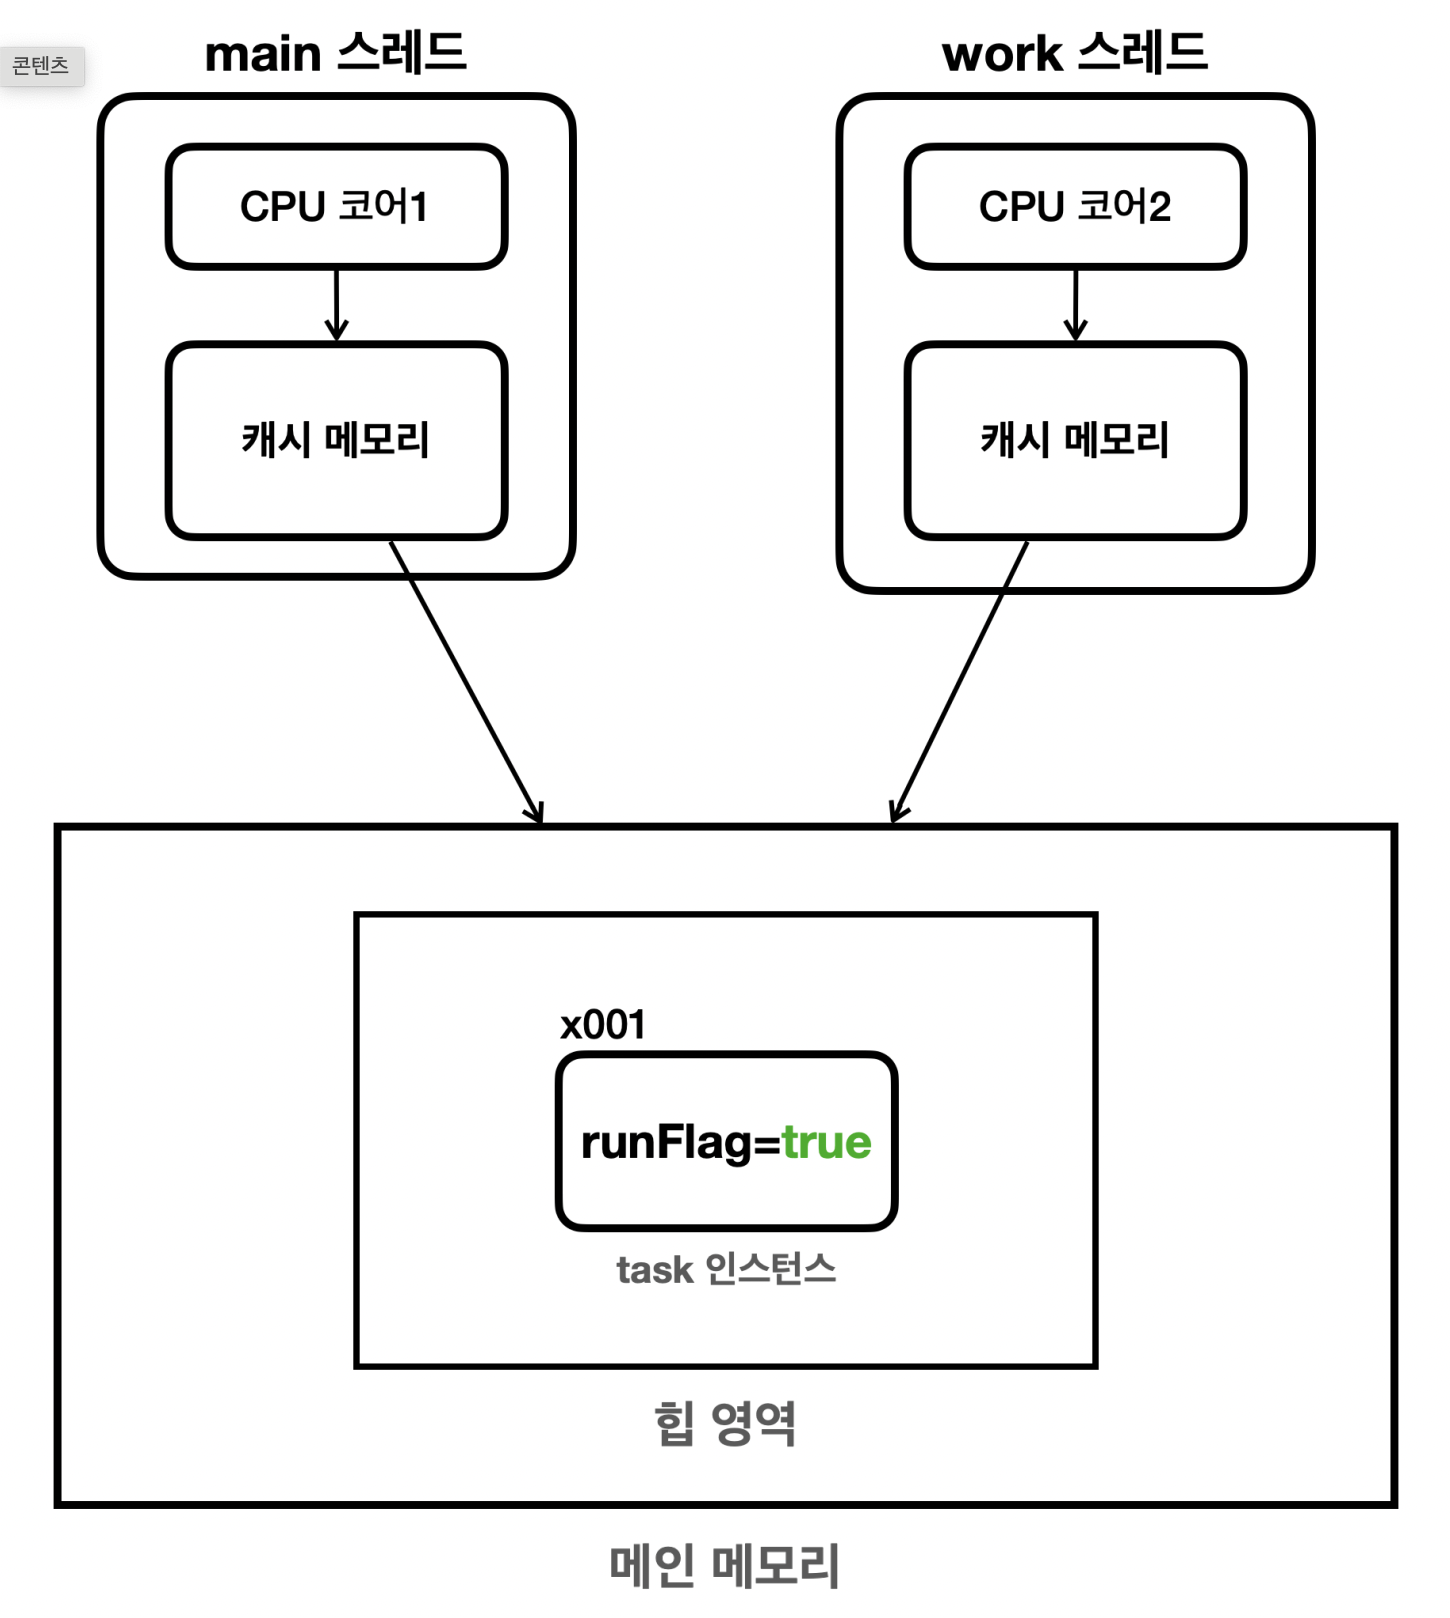 main 스레드
work 스레드
콘텐츠
CPU 코어1
CPU 코어2
캐시 메모리
캐시 메모리
x001
runFlag=true
task 인스턴스
힙 영역
메인 메모리